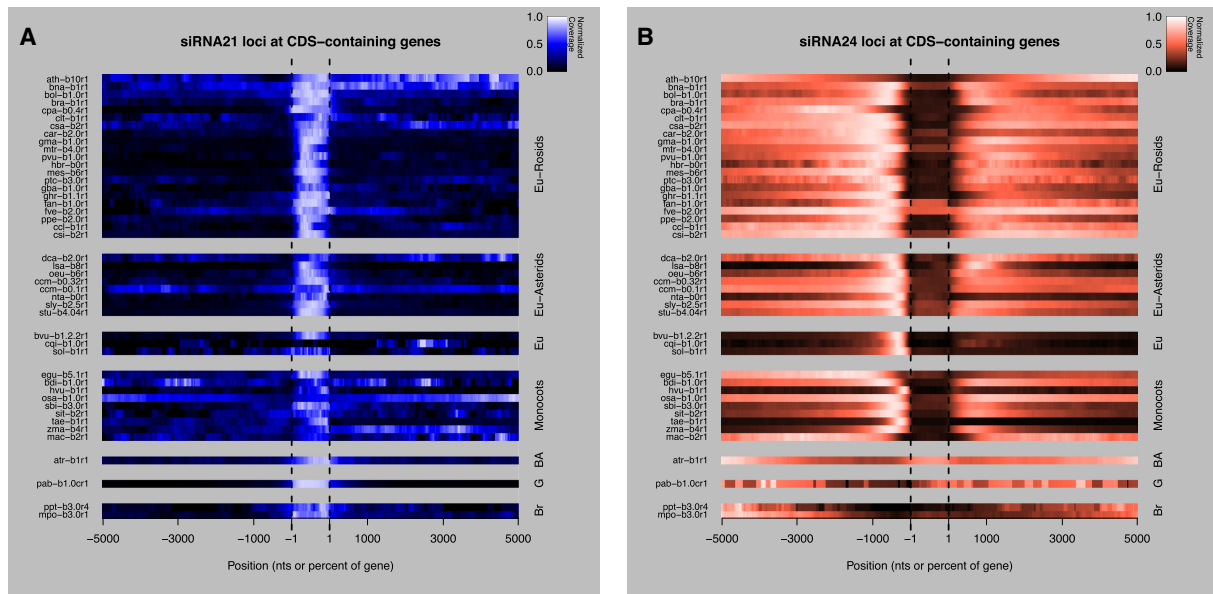 A
siRNA21 loci at CDS−containing genes
1.0
0.5
0.0
Normalized
Coverage
ath−b10r1
bna−b1r1
bol−b1.0r1
bra−b1r1
cpa−b0.4r1
clt−b1r1
csa−b2r1
car−b2.0r1
gma−b1.0r1
mtr−b4.0r1
pvu−b1.0r1
hbr−b0r1
mes−b6r1
ptc−b3.0r1
gba−b1.0r1
ghr−b1.1r1
fan−b1.0r1
fve−b2.0r1
ppe−b2.0r1
ccl−b1r1
csi−b2r1
Eu−Rosids
dca−b2.0r1
lsa−b8r1
oeu−b6r1
ccm−b0.32r1
ccm−b0.1r1
nta−b0r1
sly−b2.5r1
stu−b4.04r1
Eu−Asterids
bvu−b1.2.2r1
cqi−b1.0r1
sol−b1r1
Eu
egu−b5.1r1
bdi−b1.0r1
hvu−b1r1
osa−b1.0r1
sbi−b3.0r1
sit−b2r1
tae−b1r1
zma−b4r1
mac−b2r1
Monocots
atr−b1r1
BA
pab−b1.0cr1
G
ppt−b3.0r4
mpo−b3.0r1
Br
−5000 −3000 −1000 −1 1 1000 3000 5000
Position (nts or percent of gene)
B
siRNA24 loci at CDS−containing genes
1.0
0.5
0.0
Normalized
Coverage
ath−b10r1
bna−b1r1
bol−b1.0r1
bra−b1r1
cpa−b0.4r1
clt−b1r1
csa−b2r1
car−b2.0r1
gma−b1.0r1
mtr−b4.0r1
pvu−b1.0r1
hbr−b0r1
mes−b6r1
ptc−b3.0r1
gba−b1.0r1
ghr−b1.1r1
fan−b1.0r1
fve−b2.0r1
ppe−b2.0r1
ccl−b1r1
csi−b2r1
Eu−Rosids
dca−b2.0r1
lsa−b8r1
oeu−b6r1
ccm−b0.32r1
ccm−b0.1r1
nta−b0r1
sly−b2.5r1
stu−b4.04r1
Eu−Asterids
bvu−b1.2.2r1
cqi−b1.0r1
sol−b1r1
Eu
egu−b5.1r1
bdi−b1.0r1
hvu−b1r1
osa−b1.0r1
sbi−b3.0r1
sit−b2r1
tae−b1r1
zma−b4r1
mac−b2r1
Monocots
atr−b1r1
BA
pab−b1.0cr1
G
ppt−b3.0r4
mpo−b3.0r1
Br
−5000 −3000 −1000 −1 1 1000 3000 5000
Position (nts or percent of gene)